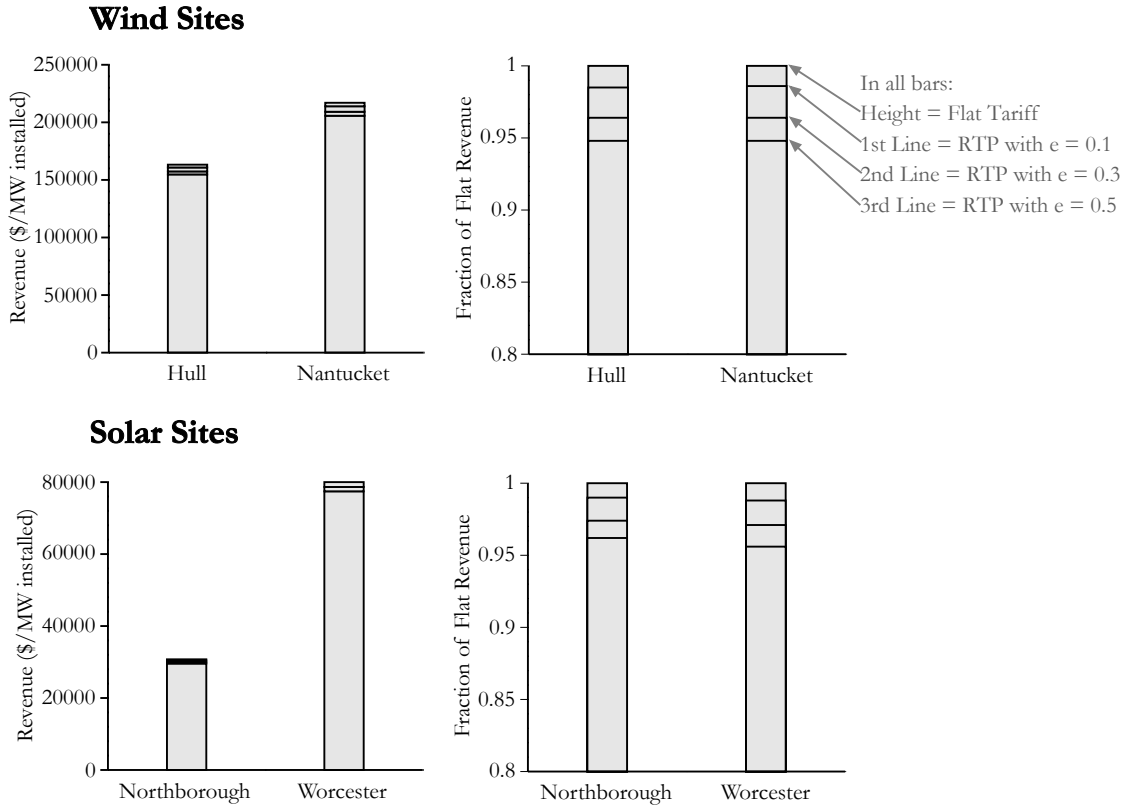 Wind Sites
Revenue ($/MW installed)
250000
200000
150000
100000
50000
0
Hull
Nantucket
Fraction of Flat Revenue
1
0.95
0.9
0.85
0.8
Hull
Nantucket
In all bars:
Height = Flat Tariff
1st Line = RTP with e = 0.1
2nd Line = RTP with e = 0.3
3rd Line = RTP with e = 0.5
Solar Sites
Revenue ($/MW installed)
80000
60000
40000
20000
0
Northborough
Worcester
Fraction of Flat Revenue
1
0.95
0.9
0.85
0.8
Northborough
Worcester